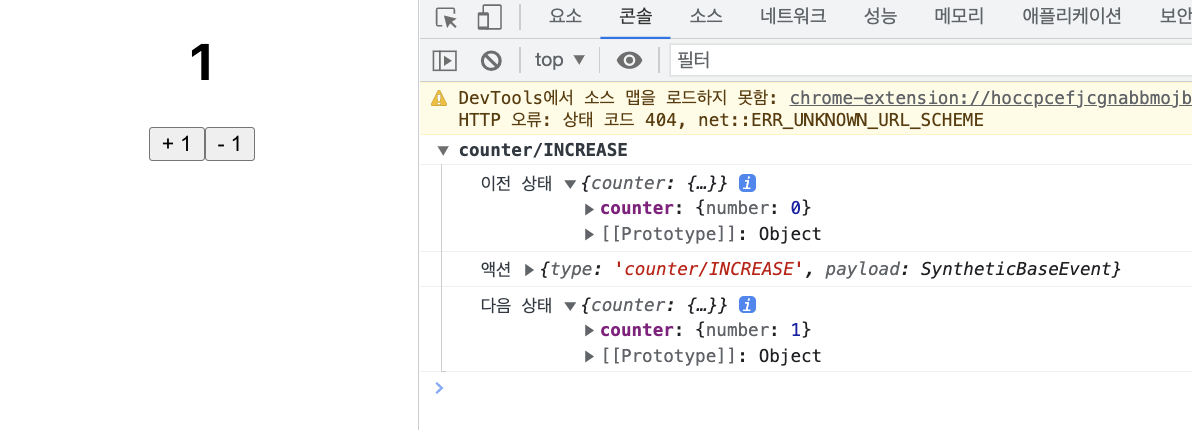 1
+ 1 - 1
요소 콘솔 소스 네트워크 성능 메모리 애플리케이션 보안
top ▼ 필터
DevTools에서 소스 맵을 로드하지 못함: chrome-extension://hoccpcefjcgnabbmojb
HTTP 오류: 상태 코드 404, net::ERR_UNKNOWN_URL_SCHEME
▼ counter/INCREASE
이전 상태 ▼{counter: {…}} i
▶counter: {number: 0}
▶[[Prototype]]: Object
액션 ▶{type: 'counter/INCREASE', payload: SyntheticBaseEvent}
다음 상태 ▼{counter: {…}} i
▶counter: {number: 1}
▶[[Prototype]]: Object